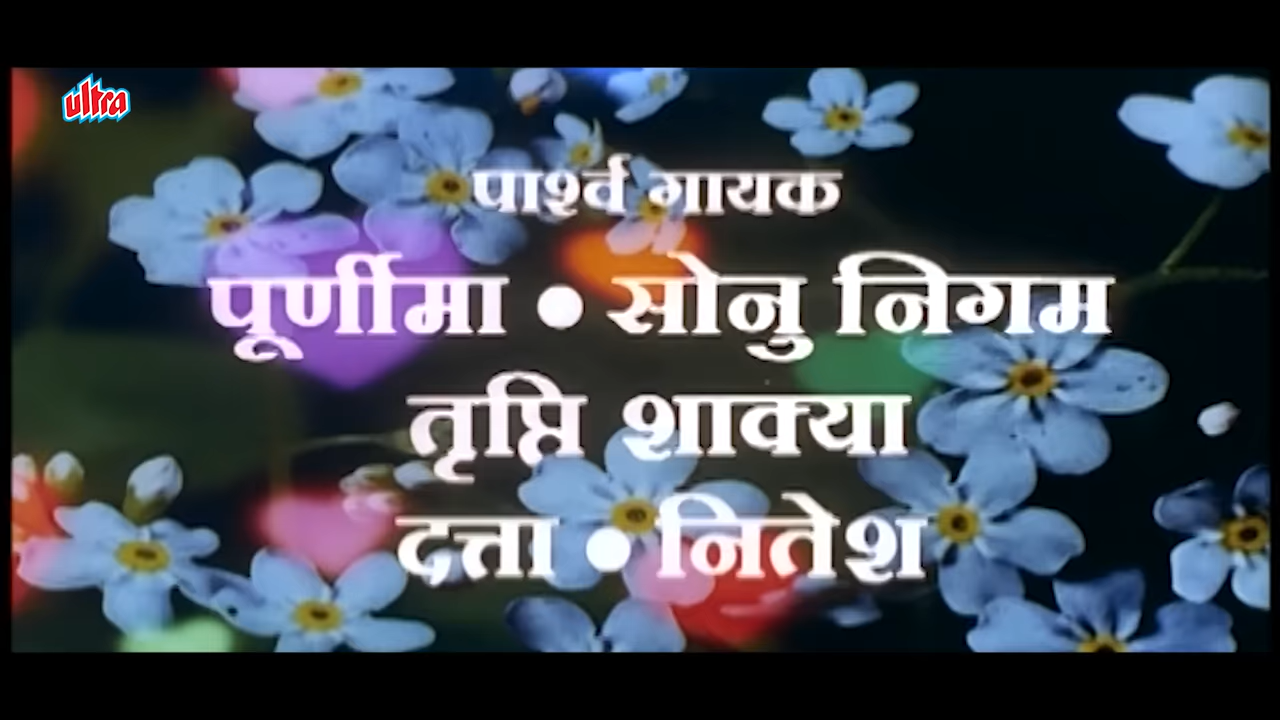 ultra
पार्श्व गायक
पूर्णीमा • सोनु निगम
तृप्ति शाक्या
दत्ता • नितेश